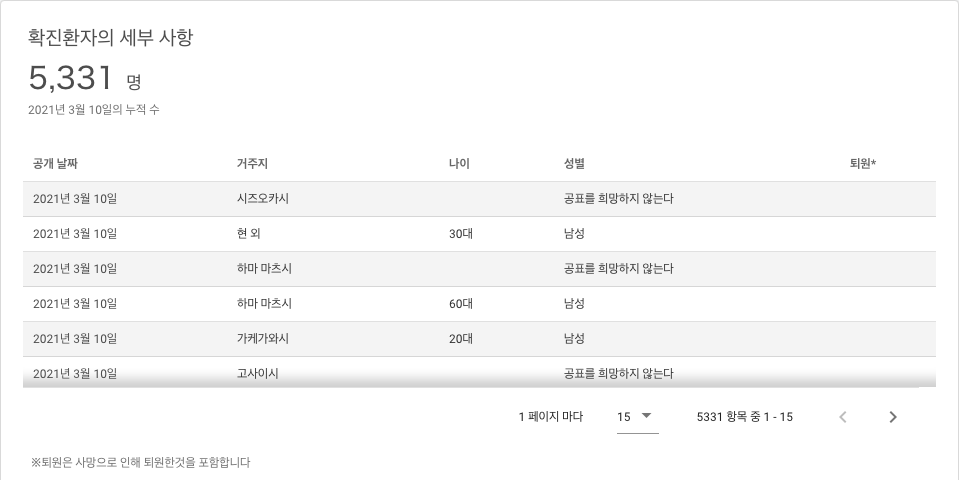 확진환자의 세부 사항
5,331 명
2021년 3월 10일의 누적 수
공개 날짜 거주지 나이 성별 퇴원*
2021년 3월 10일 시즈오카시 공표를 희망하지 않는다
2021년 3월 10일 현 외 30대 남성
2021년 3월 10일 하마 마츠시 공표를 희망하지 않는다
2021년 3월 10일 하마 마츠시 60대 남성
2021년 3월 10일 가케가와시 20대 남성
2021년 3월 10일 고사이시 공표를 희망하지 않는다
1 페이지 마다 15 5331 항목 중 1 - 15
※퇴원은 사망으로 인해 퇴원한것을 포함합니다